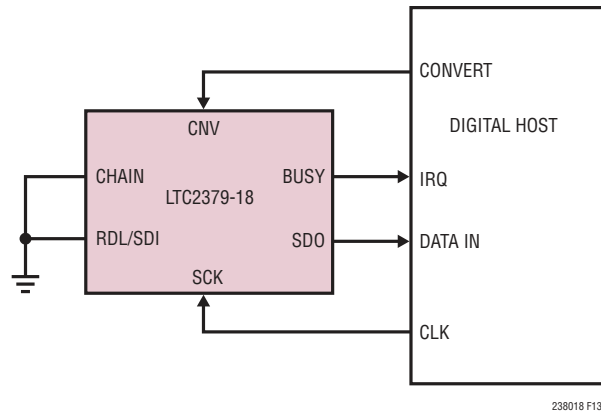 CONVERT
CNV
DIGITAL HOST
CHAIN
BUSY
IRQ
LTC2379-18
RDL/SDI
SDO
DATA IN
SCK
CLK
238018 F13